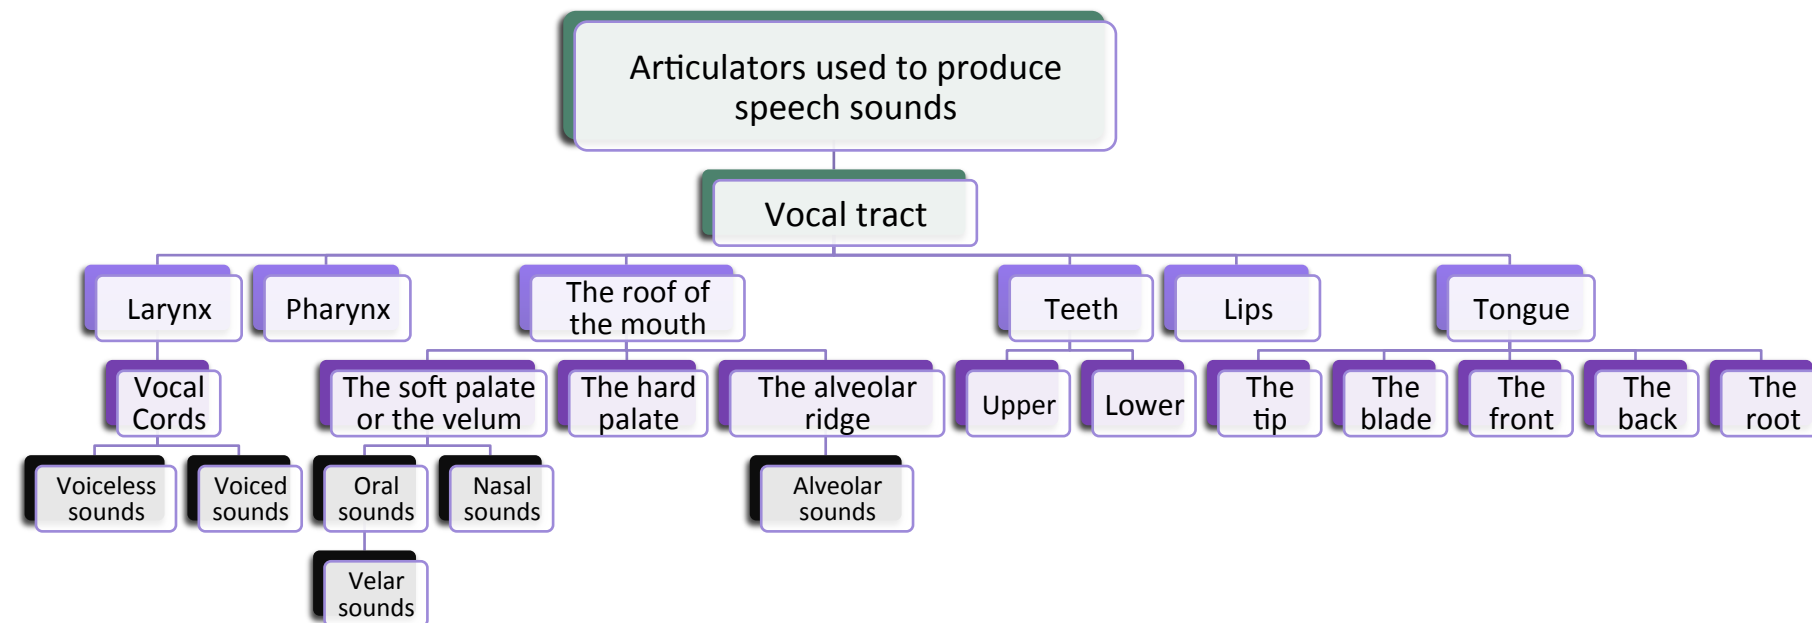 Articulators used to produce
speech sounds
Vocal tract
Larynx
Pharynx
The roof of
the mouth
Teeth
Lips
Tongue
Vocal
Cords
The soft palate
or the velum
The hard
palate
The alveolar
ridge
Upper
Lower
The
tip
The
blade
The
front
The
back
The
root
Voiceless
sounds
Voiced
sounds
Oral
sounds
Nasal
sounds
Alveolar
sounds
Velar
sounds